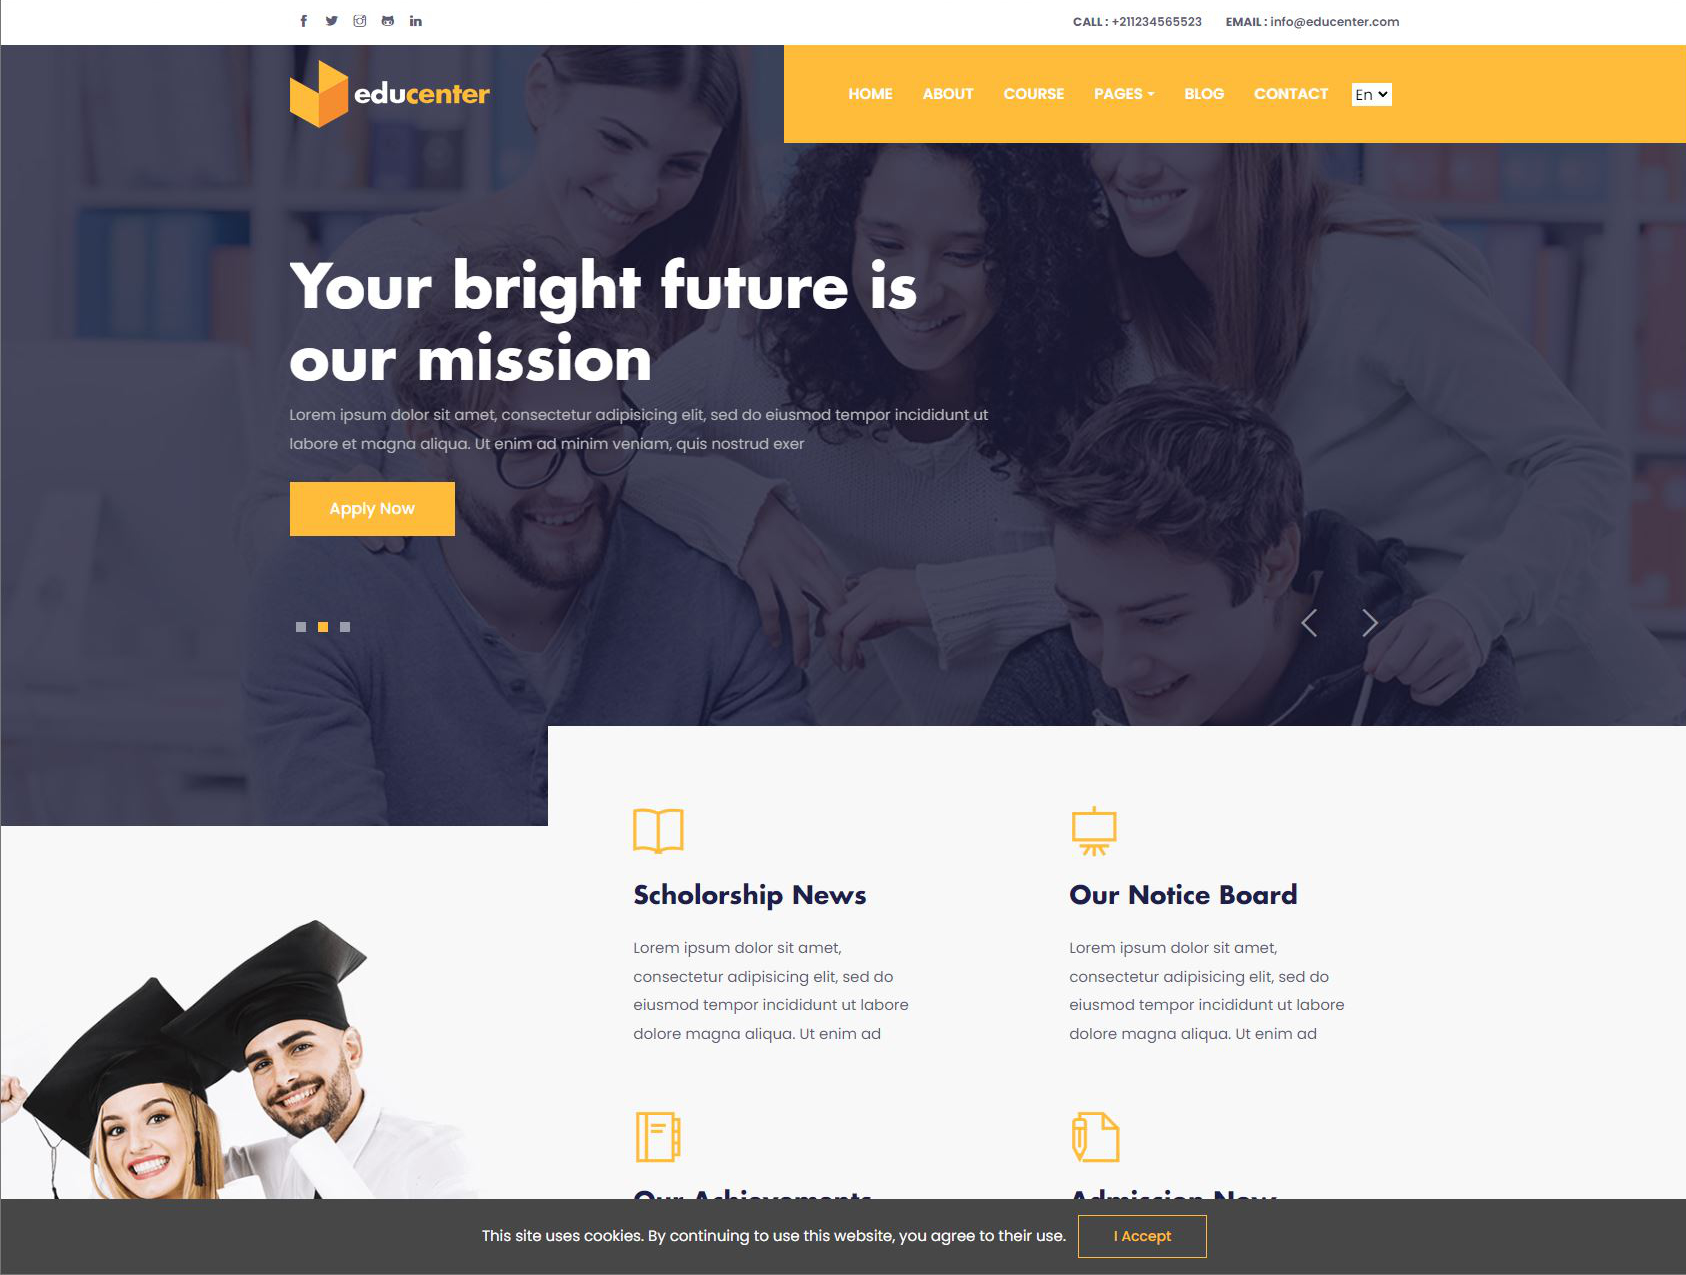 CALL : +211234565523 EMAIL : info@educenter.com
educenter
HOME ABOUT COURSE PAGES BLOG CONTACT En
Your bright future is
our mission
Lorem ipsum dolor sit amet, consectetur adipisicing elit, sed do eiusmod tempor incididunt ut
labore et magna aliqua. Ut enim ad minim veniam, quis nostrud exer
Apply Now
Scholorship News
Lorem ipsum dolor sit amet,
consectetur adipisicing elit, sed do
eiusmod tempor incididunt ut labore
dolore magna aliqua. Ut enim ad
Our Notice Board
Lorem ipsum dolor sit amet,
consectetur adipisicing elit, sed do
eiusmod tempor incididunt ut labore
dolore magna aliqua. Ut enim ad
Our Achievements
Admission Now
This site uses cookies. By continuing to use this website, you agree to their use.
I Accept